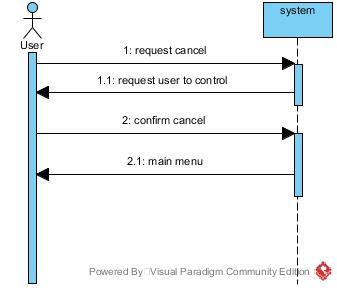 system
User
1: request cancel
1.1: request user to control
2: confirm cancel
2.1: main menu
Powered By Visual Paradigm Community Edition